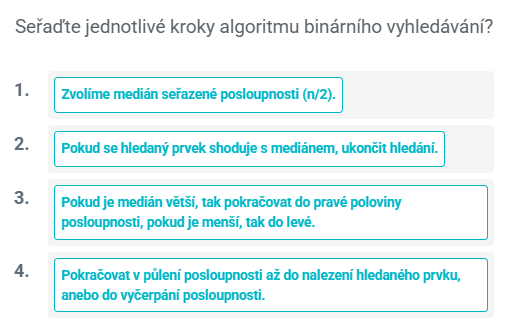 Seřaďte jednotlivé kroky algoritmu binárního vyhledávání?
1. Zvolíme medián seřazené posloupnosti (n/2).
2. Pokud se hledaný prvek shoduje s mediánem, ukončit hledání.
3. Pokud je medián větší, tak pokračovat do pravé poloviny
posloupnosti, pokud je menší, tak do levé.
4. Pokračovat v půlení posloupnosti až do nalezení hledaného prvku,
anebo do vyčerpání posloupnosti.